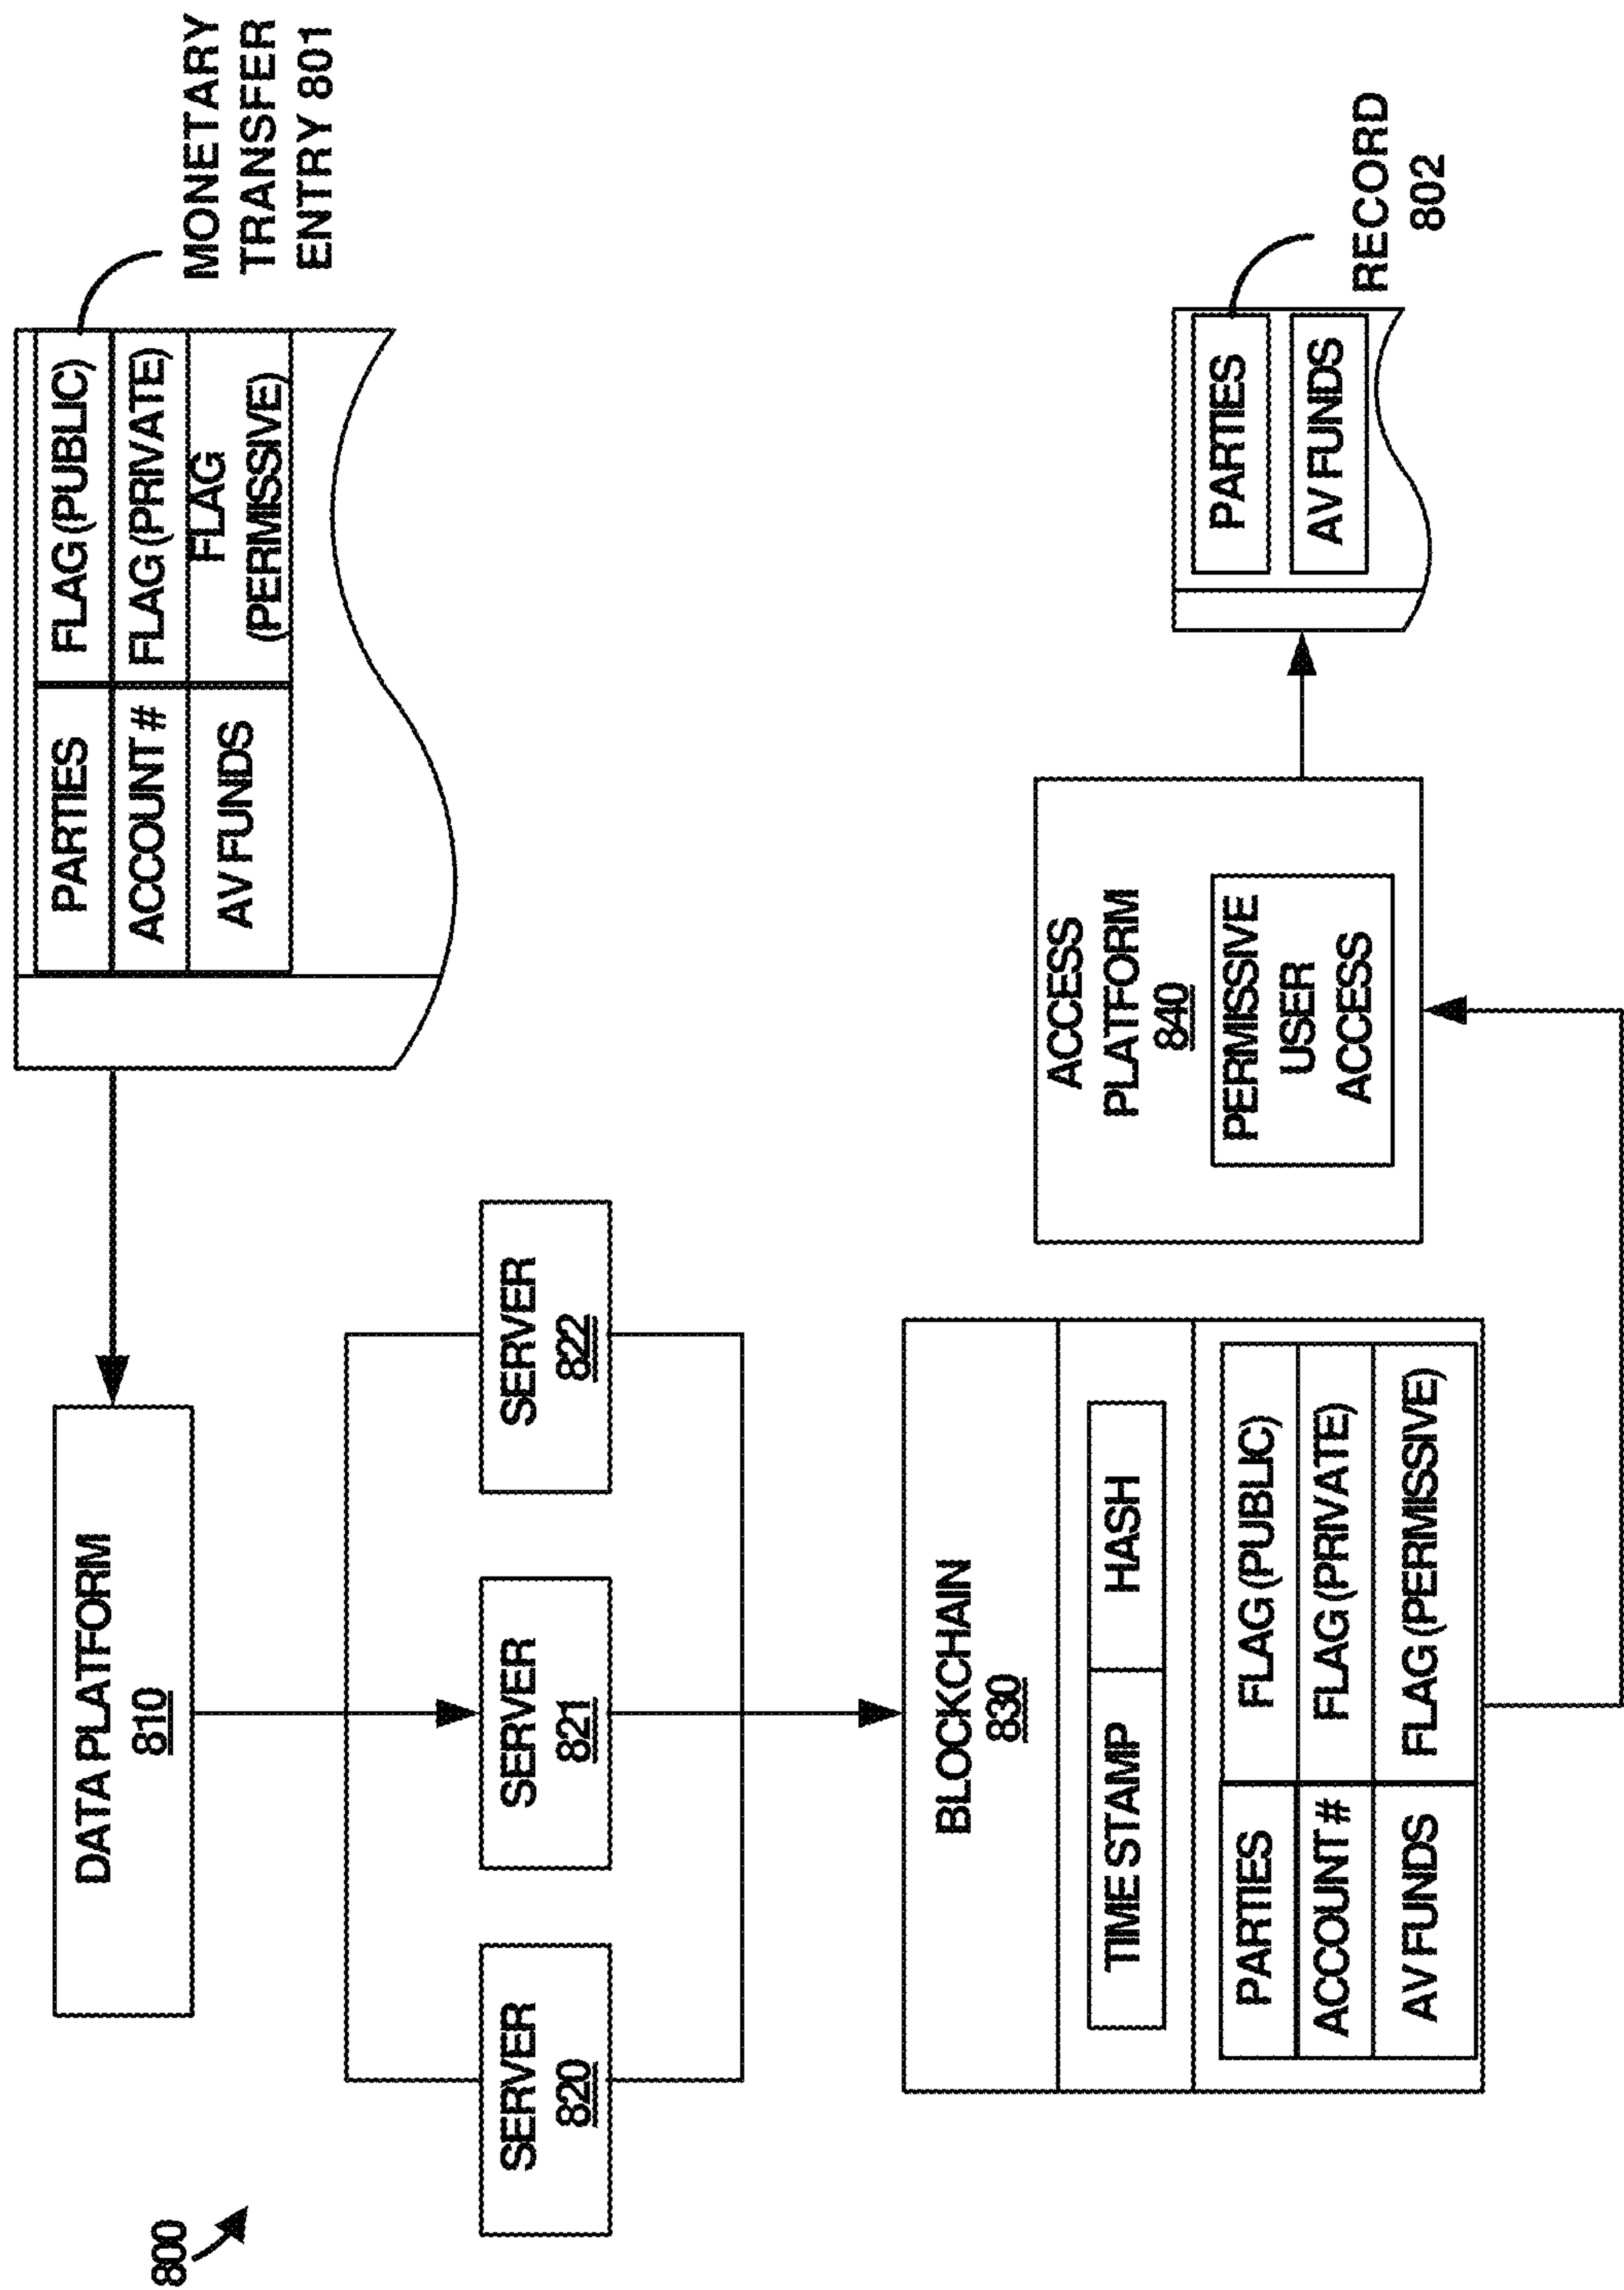 800
DATA PLATFORM
810
PARTIES
FLAG (PUBLIC)
ACCOUNT #
FLAG (PRIVATE)
AV FUNDS
FLAG
(PERMISSIVE)
MONETARY
TRANSFER
ENTRY 801
SERVER
820
SERVER
821
SERVER
822
BLOCKCHAIN
830
TIME STAMP
HASH
PARTIES
FLAG (PUBLIC)
ACCOUNT #
FLAG (PRIVATE)
AV FUNDS
FLAG (PERMISSIVE)
ACCESS
PLATFORM
840
PERMISSIVE
USER
ACCESS
PARTIES
AV FUNDS
RECORD
802